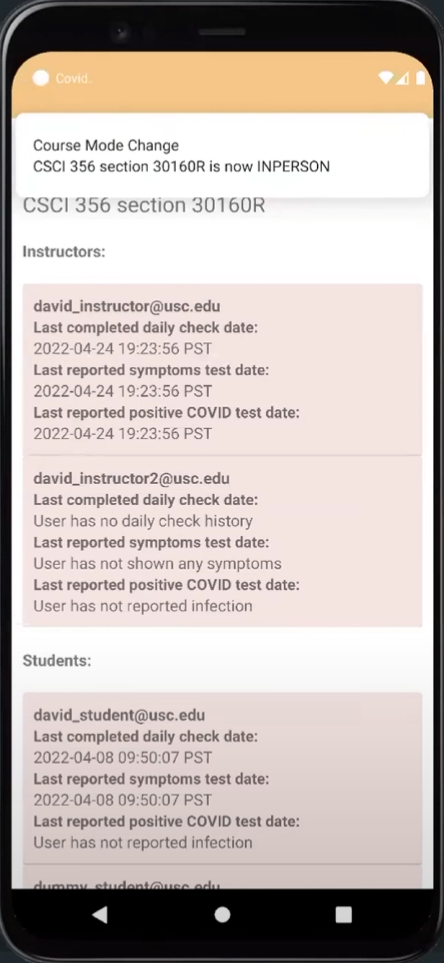 Covid.
Course Mode Change
CSCI 356 section 30160R is now INPERSON
CSCI 356 section 30160R
Instructors:
david_instructor@usc.edu
Last completed daily check date:
2022-04-24 19:23:56 PST
Last reported symptoms test date:
2022-04-24 19:23:56 PST
Last reported positive COVID test date:
2022-04-24 19:23:56 PST
david_instructor2@usc.edu
Last completed daily check date:
User has no daily check history
Last reported symptoms test date:
User has not shown any symptoms
Last reported positive COVID test date:
User has not reported infection
Students:
david_student@usc.edu
Last completed daily check date:
2022-04-08 09:50:07 PST
Last reported symptoms test date:
2022-04-08 09:50:07 PST
Last reported positive COVID test date:
User has not reported infection
dummy_student@usc.edu